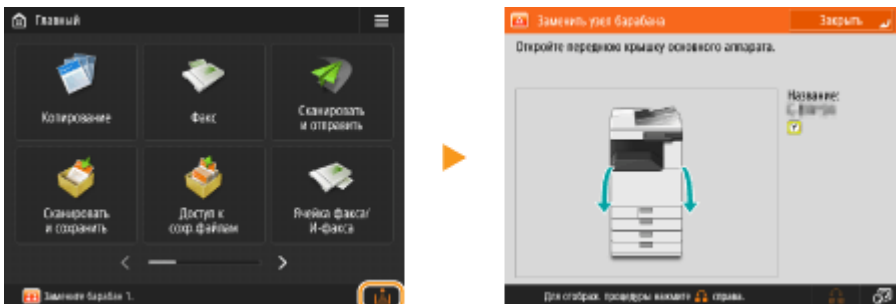 Главный
Копирование
Факс
Сканировать
и отправить
Сканировать
и сохранить
Доступ к
сохр.файлам
Ячейка факса/
И-факса
Замените барабан 1.
Заменить узел барабана
Закрыть
Откройте переднюю крышку основного аппарата.
Название:
Y
Для отображ. процедуры нажмите справа.